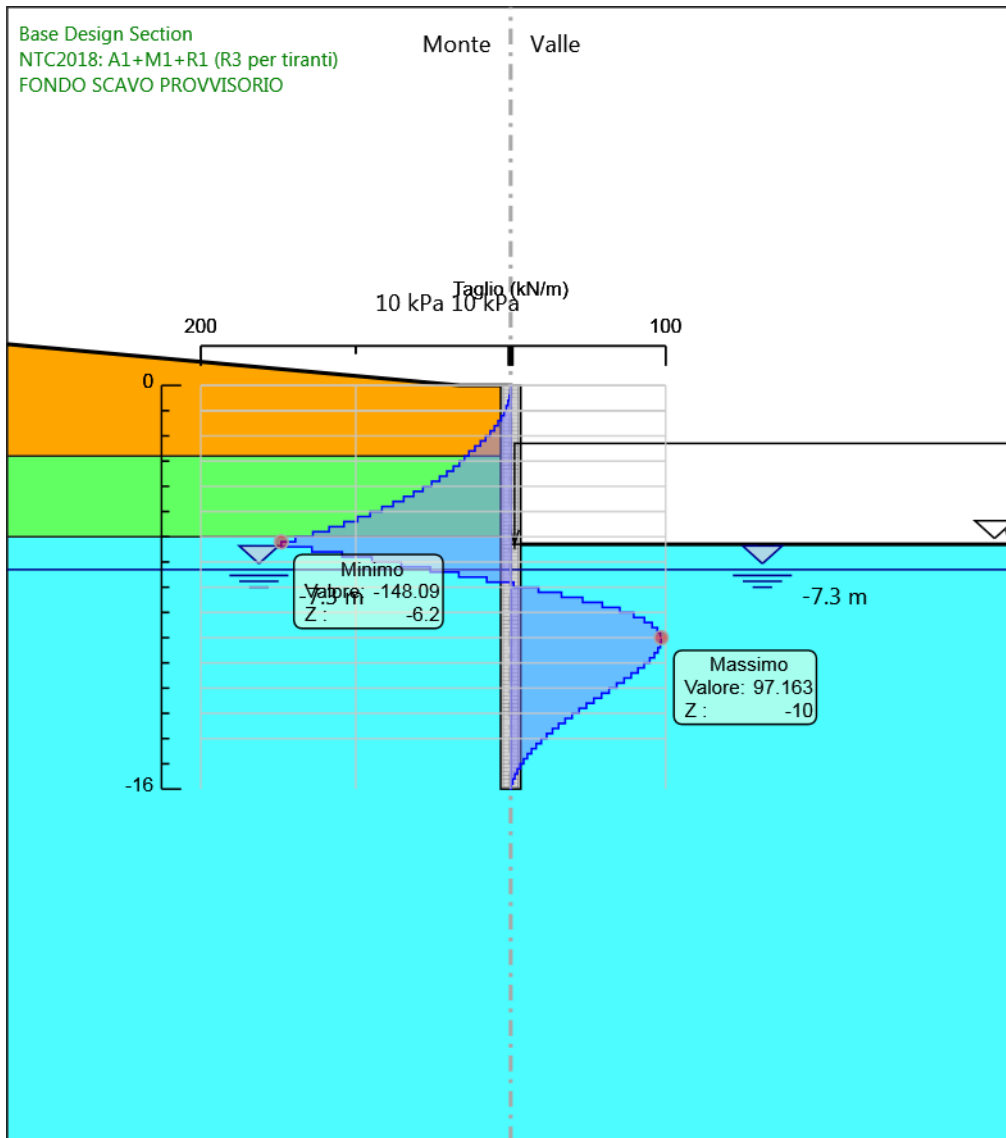 Base Design Section
NTC2018: A1+M1+R1 (R3 per tiranti)
FONDO SCAVO PROVVISORIO
Monte
Valle
Taglio (kN/m)
10 kPa 10 kPa
200
100
0
Minimo
Valore: -148.09
Z : -6.2
-7.3 m
-7.3 m
Massimo
Valore: 97.163
Z : -10
-16